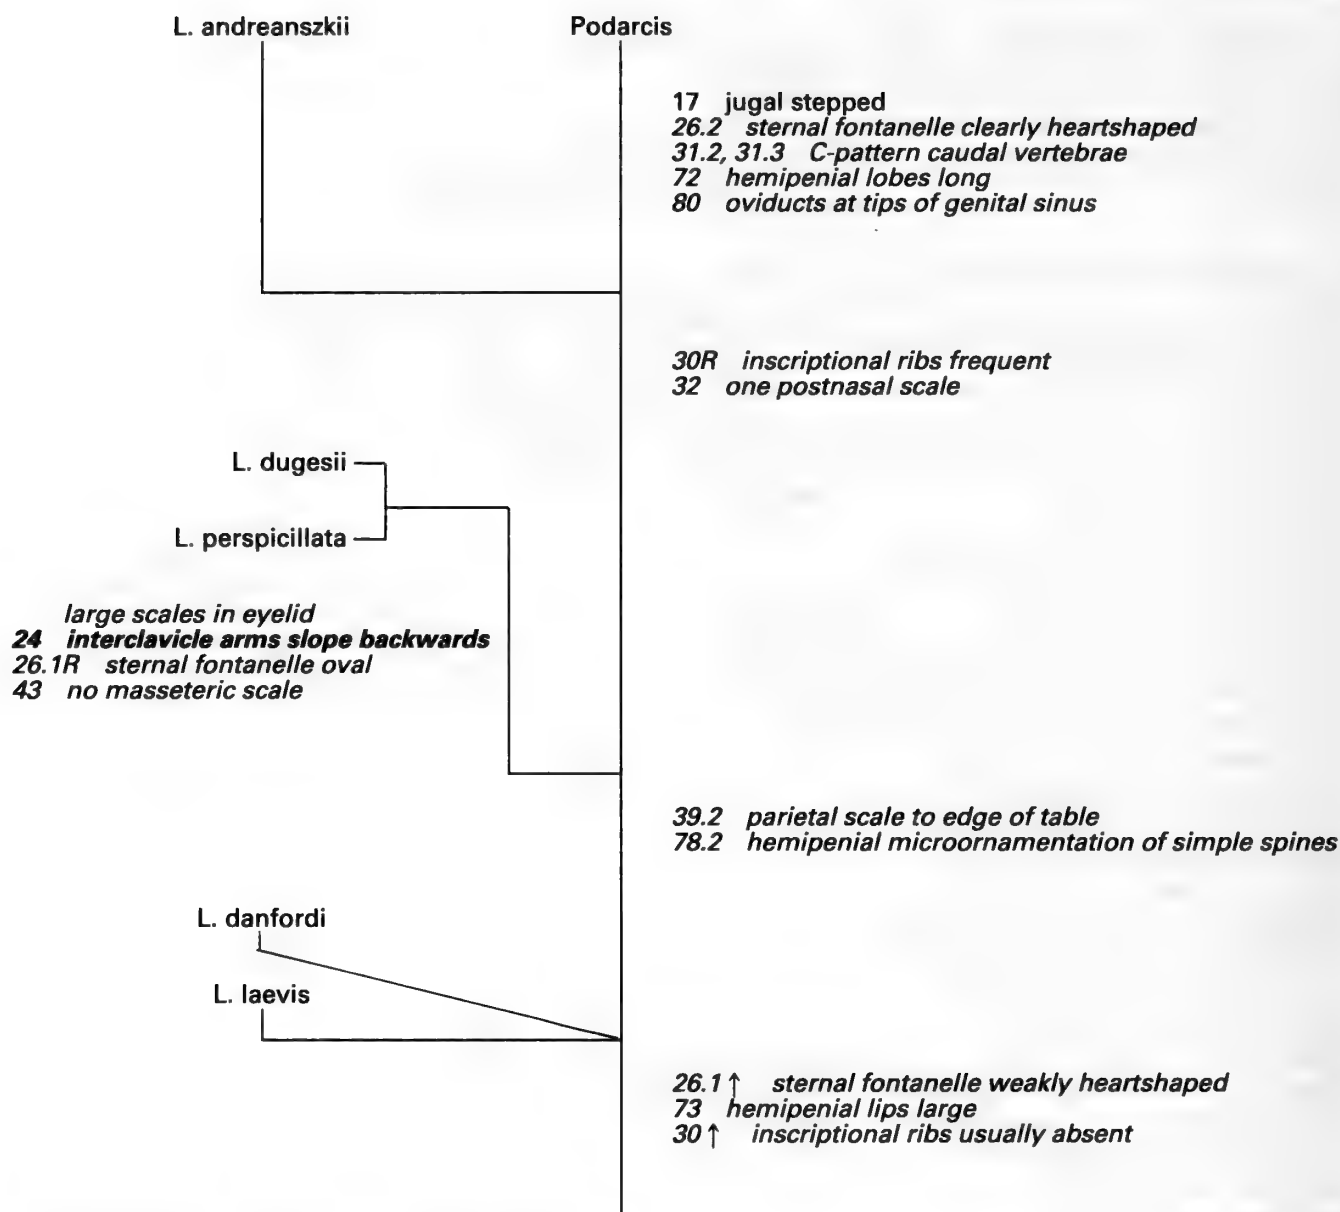 L. andreanszkii
Podarcis
17 jugal stepped
26.2 sternal fontanelle clearly heartshaped
31.2, 31.3 C-pattern caudal vertebrae
72 hemipenial lobes long
80 oviducts at tips of genital sinus
30R inscriptional ribs frequent
32 one postnasal scale
L. dugesii
L. perspicillata
large scales in eyelid
24 interclavicle arms slope backwards
26.1R sternal fontanelle oval
43 no masseteric scale
39.2 parietal scale to edge of table
78.2 hemipenial microornamentation of simple spines
L. danfordi
L. laevis
26.1↑ sternal fontanelle weakly heartshaped
73 hemipenial lips large
30↑ inscriptional ribs usually absent